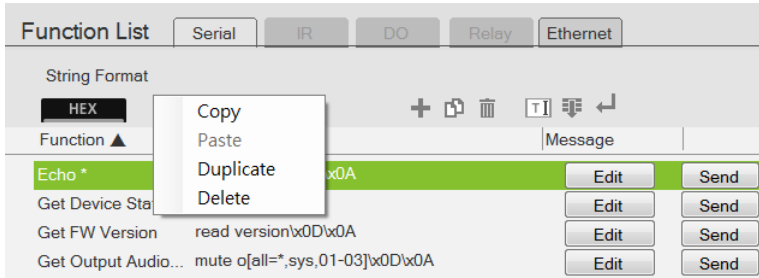 Function List Serial IR DO Relay Ethernet
String Format
HEX
Copy
Paste
Duplicate
Delete
Function ▲ Message
Echo * \x0A Edit Send
Get Device Sta Edit Send
Get FW Version read version\x0D\x0A Edit Send
Get Output Audio... mute o[all=*,sys,01-03]\x0D\x0A Edit Send